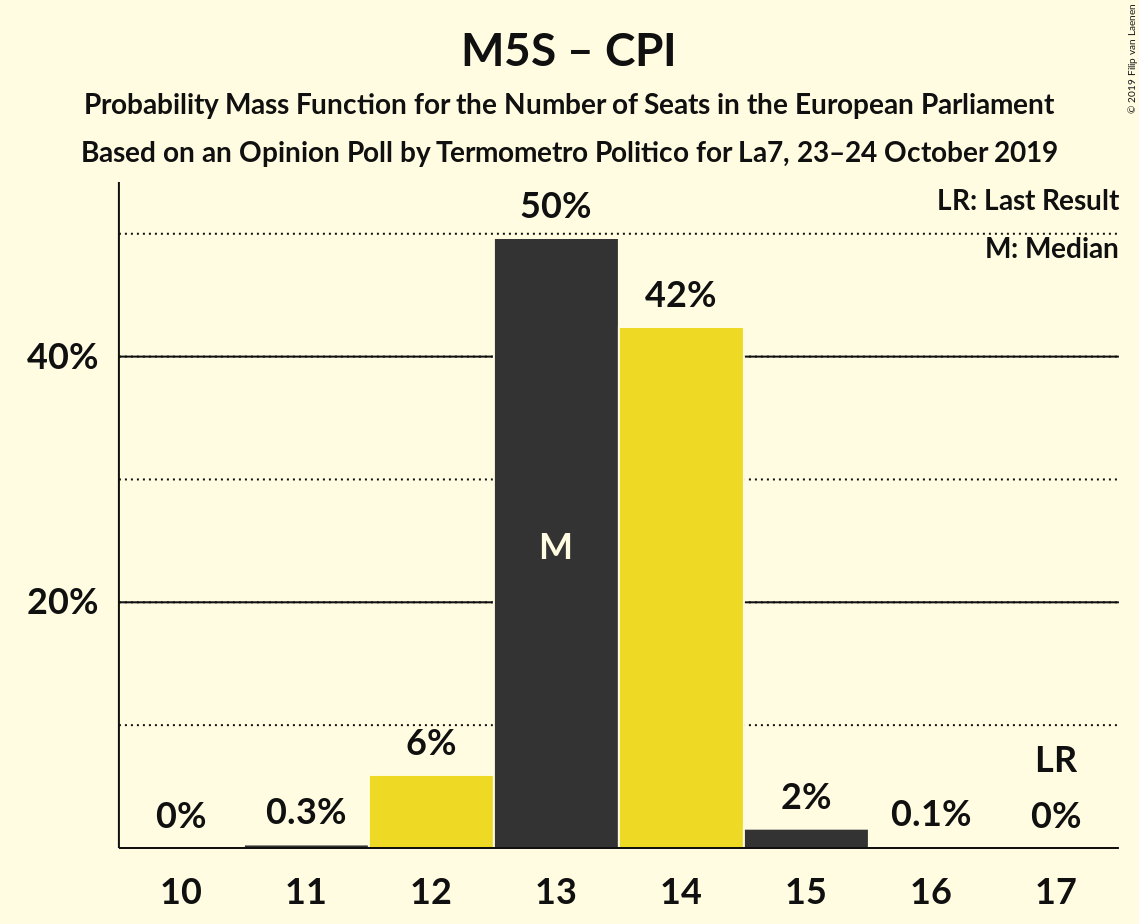 M5S – CPI
Probability Mass Function for the Number of Seats in the European Parliament
Based on an Opinion Poll by Termometro Politico for La7, 23–24 October 2019
© 2019 Filip van Laenen
LR: Last Result
M: Median
50%
42%
40%
M
20%
6%
LR
0%
0.3%
2%
0.1%
0%
10 11 12 13 14 15 16 17